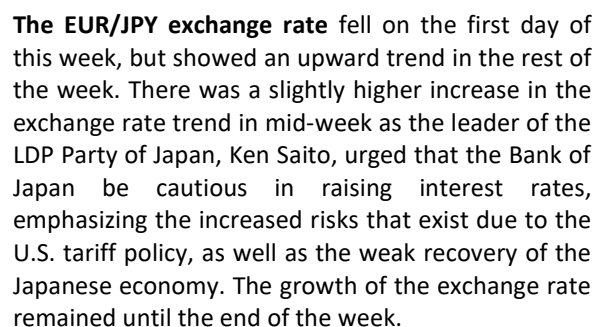 The EUR/JPY exchange rate fell on the first day of
this week, but showed an upward trend in the rest of
the week. There was a slightly higher increase in the
exchange rate trend in mid-week as the leader of the
LDP Party of Japan, Ken Saito, urged that the Bank of
Japan be cautious in raising interest rates,
emphasizing the increased risks that exist due to the
U.S. tariff policy, as well as the weak recovery of the
Japanese economy. The growth of the exchange rate
remained until the end of the week.